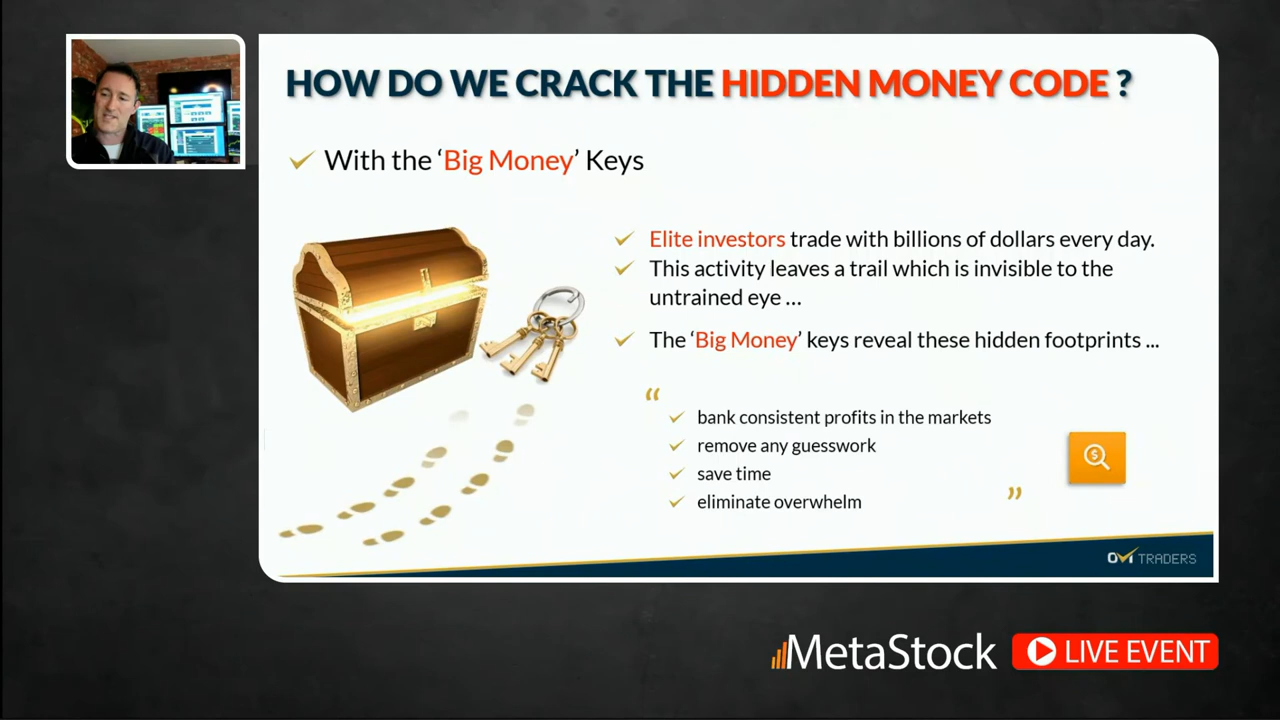 HOW DO WE CRACK THE HIDDEN MONEY CODE ?
With the ‘Big Money’ Keys
Elite investors trade with billions of dollars every day.
This activity leaves a trail which is invisible to the
untrained eye ...
The ‘Big Money’ keys reveal these hidden footprints ...
“
bank consistent profits in the markets
remove any guesswork
save time
eliminate overwhelm
”
OVI TRADERS
MetaStock LIVE EVENT